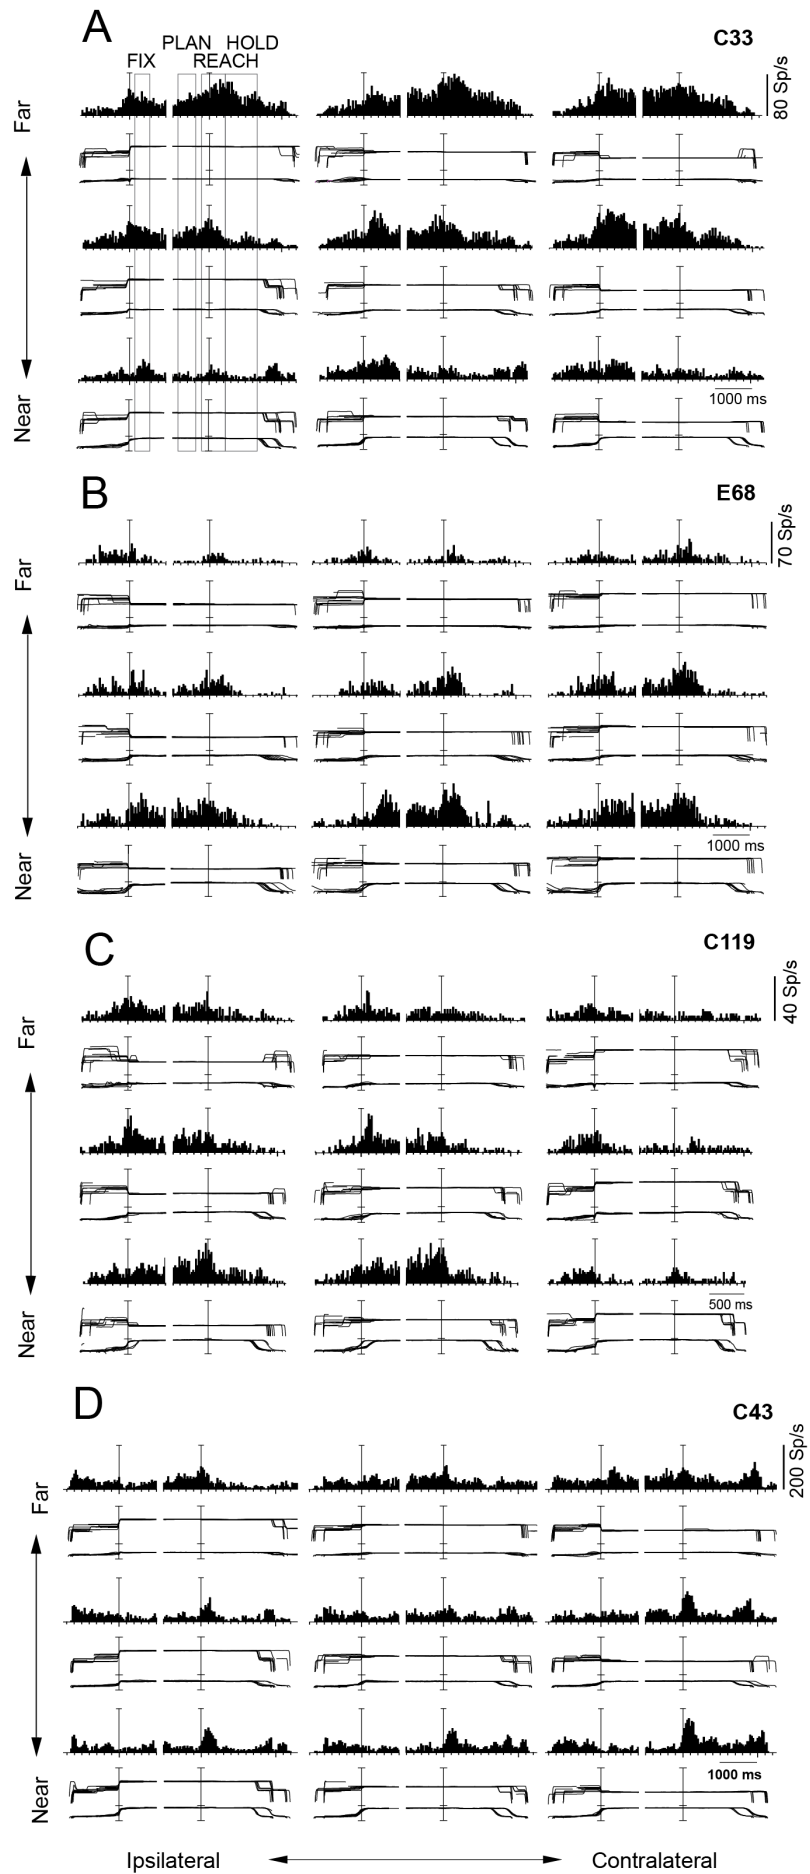 A
PLAN HOLD
FIX REACH
C33
80 Sp/s
Far
1000 ms
Near
B
E68
70 Sp/s
Far
1000 ms
Near
C
C119
40 Sp/s
Far
500 ms
Near
D
C43
200 Sp/s
Far
1000 ms
Near
Ipsilateral Contralateral